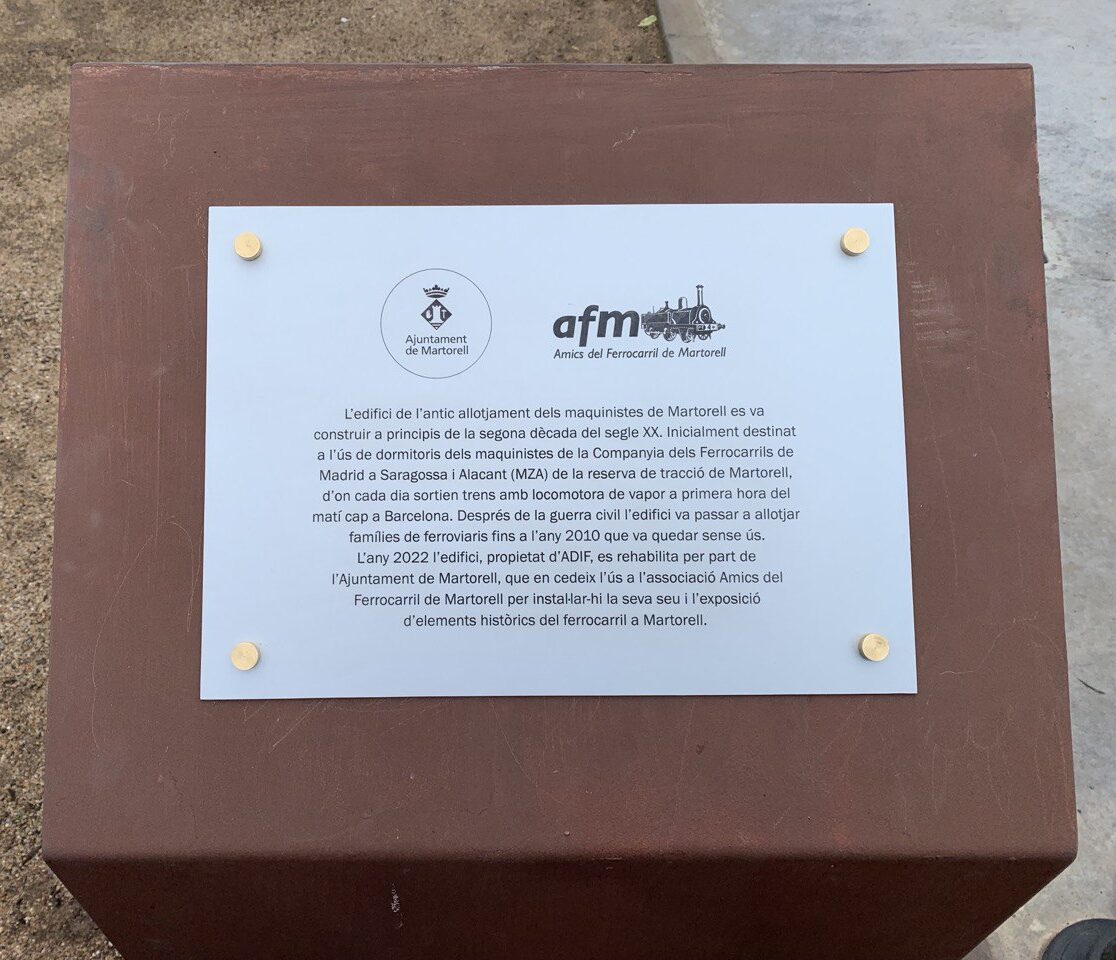 Ajuntament
de Martorell
afm
Amics del Ferrocarril de Martorell
L'edifici de l'antic allotjament dels maquinistes de Martorell es va
construir a principis de la segona dècada del segle XX. Inicialment destinat
a l'ús de dormitoris dels maquinistes de la Companyia dels Ferrocarrils de
Madrid a Saragossa i Alacant (MZA) de la reserva de tracció de Martorell,
d'on cada dia sortien trens amb locomotora de vapor a primera hora del
matí cap a Barcelona. Després de la guerra civil l'edifici va passar a allotjar
famílies de ferroviaris fins a l'any 2010 que va quedar sense ús.
L'any 2022 l'edifici, propietat d'ADIF, es rehabilita per part de
l'Ajuntament de Martorell, que en cedeix l'ús a l'associació Amics del
Ferrocarril de Martorell per instal·lar-hi la seva seu i l'exposició
d'elements històrics del ferrocarril a Martorell.